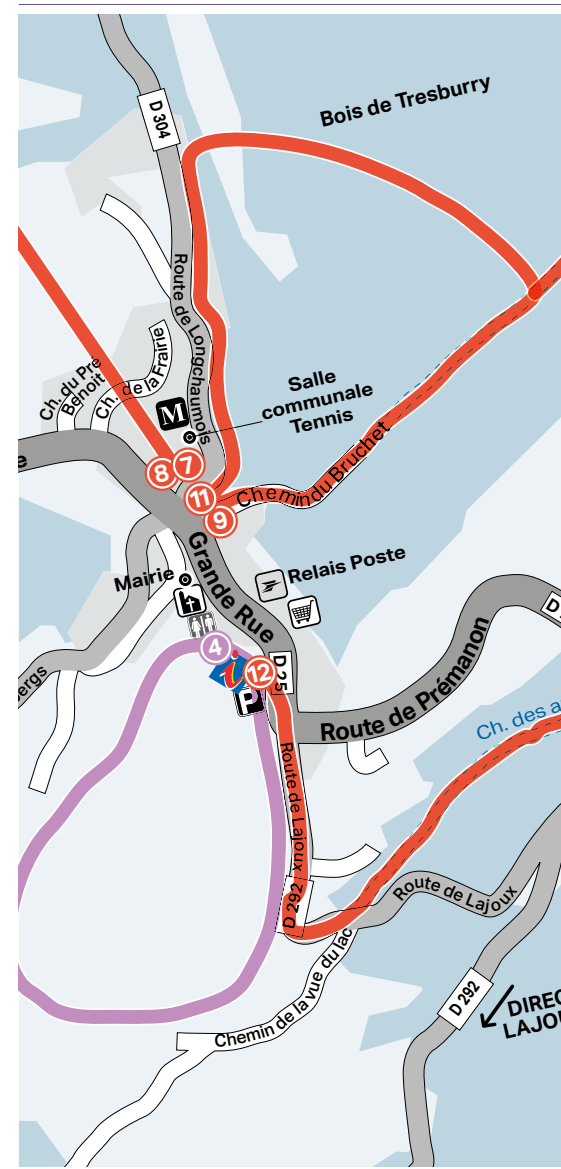 Bois de Tresburry
D 304
Route de Longchaumois
Ch. du Pré
Benoit
Ch. de la Frairie
M
Salle
communale
Tennis
e
8
7
11
9
Chemin du Bruchet
Grande Rue
Mairie
Relais Poste
4
i
12
P
D 25
ergs
Route de Prémanon
D
Ch. des a
Route de Lajoux
D 292
Route de Lajoux
Chemin de la vue du lac
D 292
DIREC
LAJOU